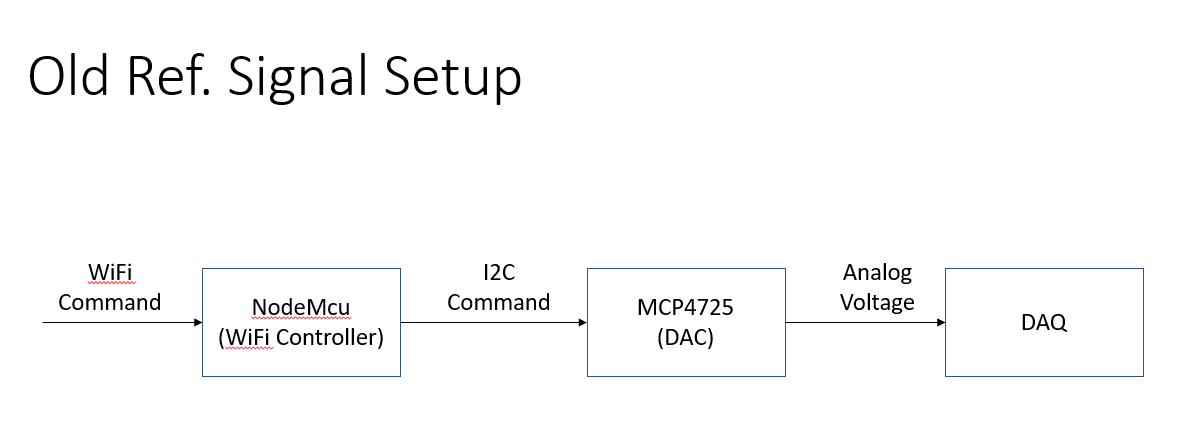 Old Ref. Signal Setup
WiFi
Command
NodeMcu
(WiFi Controller)
I2C
Command
MCP4725
(DAC)
Analog
Voltage
DAQ